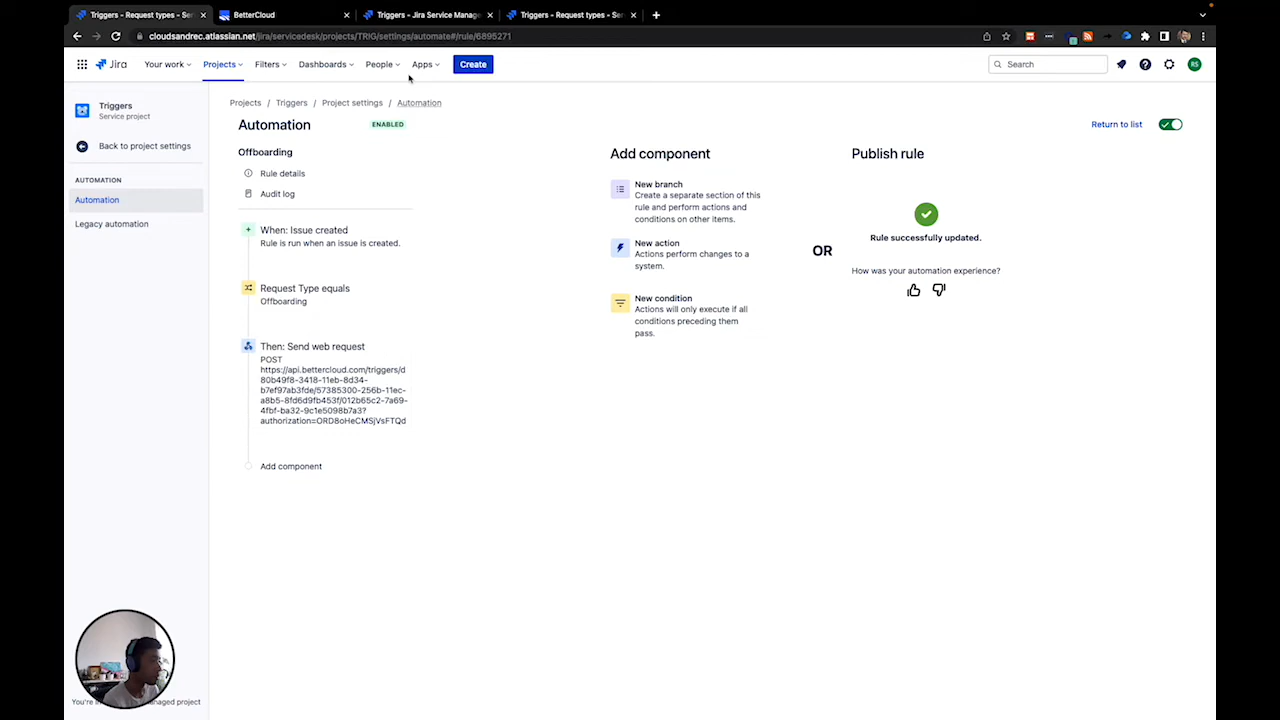 Triggers - Request types - Ser
BetterCloud
Triggers - Jira Service Manage
Triggers - Request types - Ser
cloudsandrec.atlassian.net/jira/servicedesk/projects/TRIG/settings/automate#/rule/6895271
Jira
Your work
Projects
Filters
Dashboards
People
Apps
Create
Search
RS
Triggers
Service project
Back to project settings
AUTOMATION
Automation
Legacy automation
Projects / Triggers / Project settings / Automation
Automation
ENABLED
Return to list
Offboarding
Rule details
Audit log
When: Issue created
Rule is run when an issue is created.
Request Type equals
Offboarding
Then: Send web request
POST
https://api.bettercloud.com/triggers/d
80b49f8-3418-11eb-8d34-
b7ef97ab3fde/57385300-256b-11ec-
a8b5-8fd6d9fb453f/012b65c2-7a69-
4fbf-ba32-9c1e5098b7a3?
authorization=ORD8oHeCMSjVsFTQd
Add component
Add component
New branch
Create a separate section of this
rule and perform actions and
conditions on other items.
New action
Actions perform changes to a
system.
New condition
Actions will only execute if all
conditions preceding them
pass.
OR
Publish rule
Rule successfully updated.
How was your automation experience?
You're in
naged project